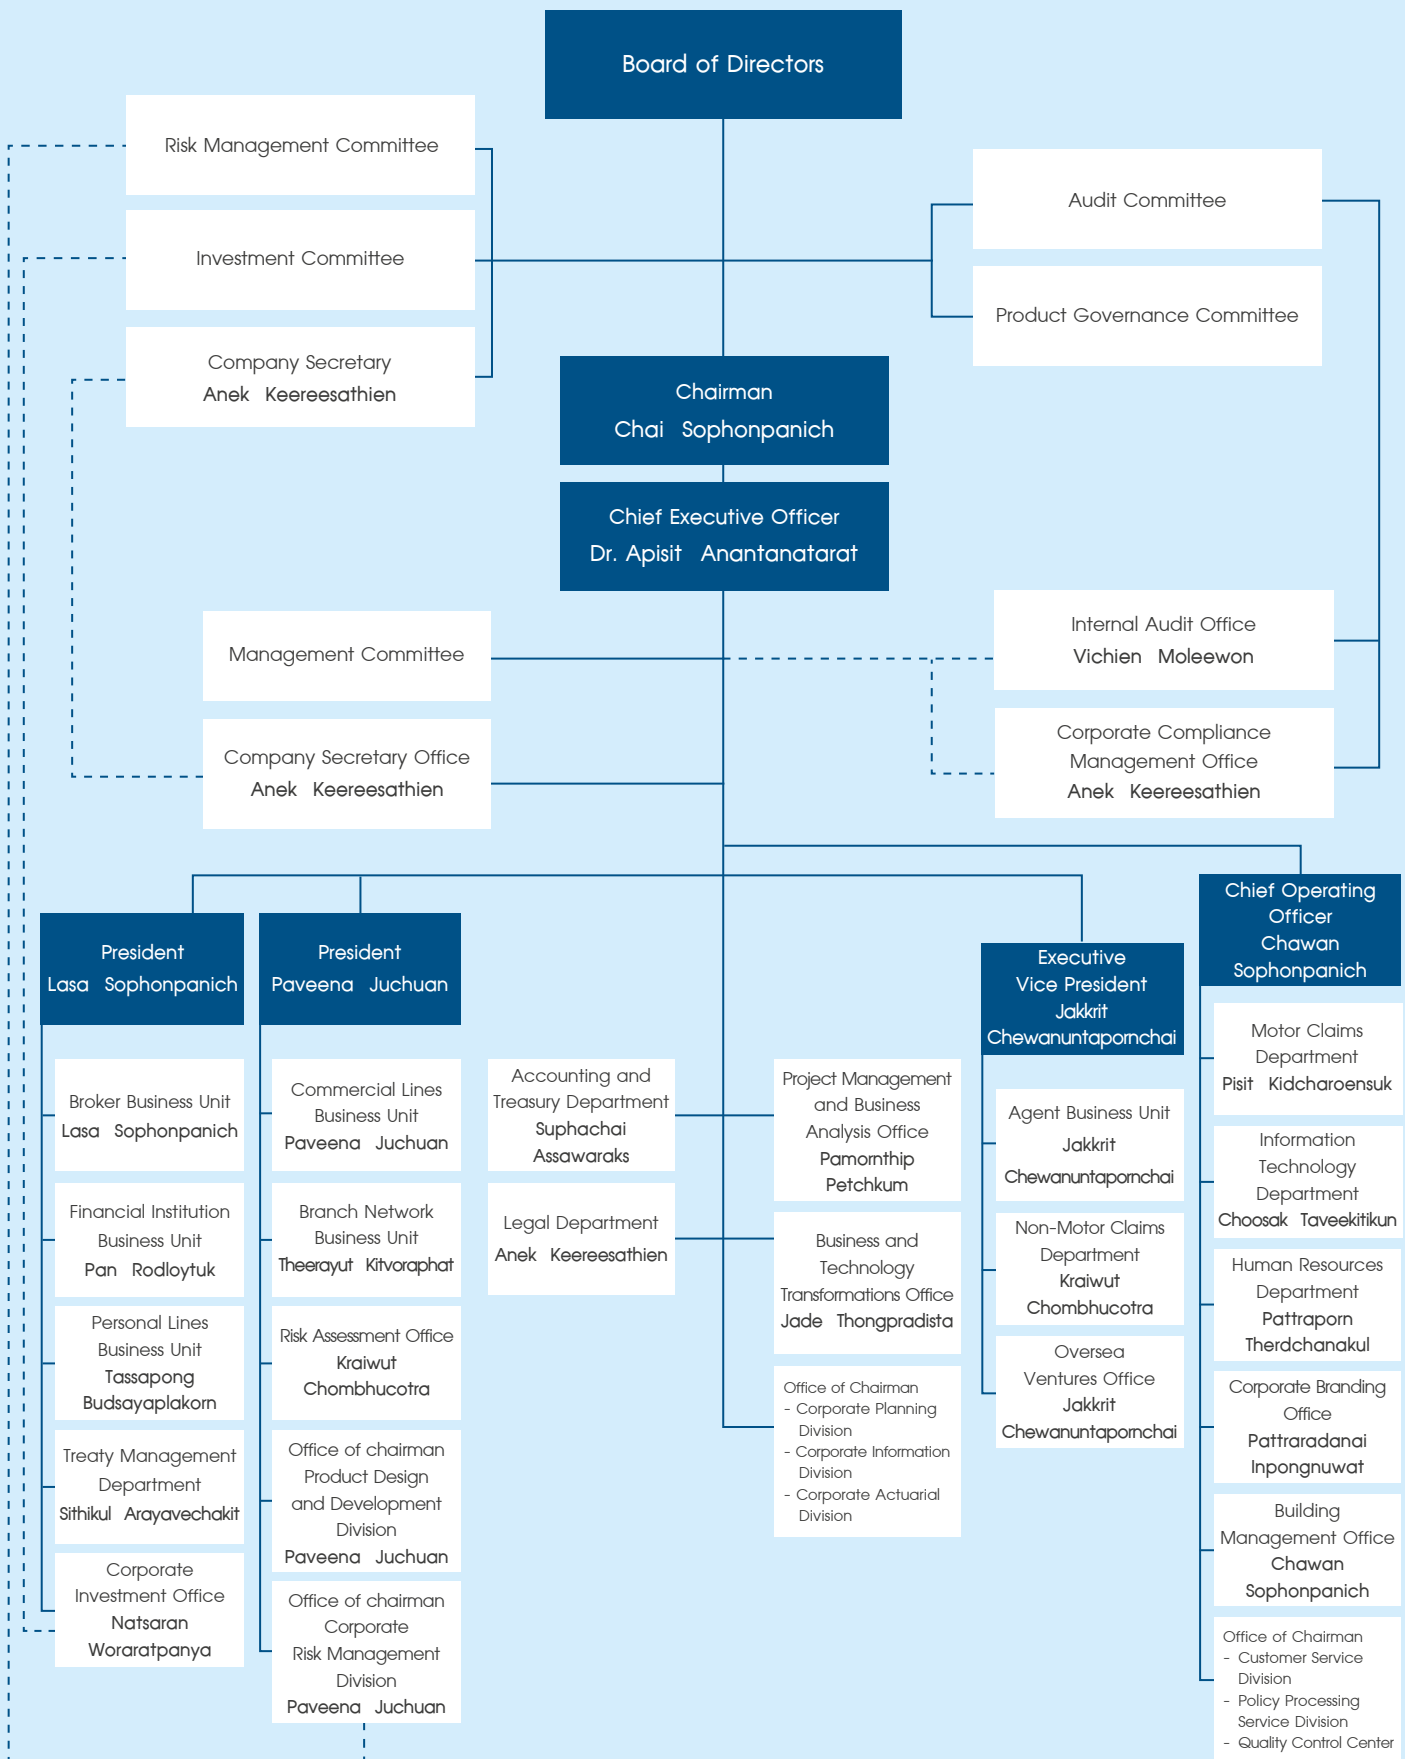 Board of Directors
Risk Management Committee
Investment Committee
Company Secretary
Anek Keereesathien
Audit Committee
Product Governance Committee
Chairman
Chai Sophonpanich
Chief Executive Officer
Dr. Apisit Anantanatarat
Management Committee
Company Secretary Office
Anek Keereesathien
Internal Audit Office
Vichien Moleewon
Corporate Compliance
Management Office
Anek Keereesathien
President
Lasa Sophonpanich
Broker Business Unit
Lasa Sophonpanich
Financial Institution
Business Unit
Pan Rodloytuk
Personal Lines
Business Unit
Tassapong
Budsayaplakorn
Treaty Management
Department
Sithikul Arayavechakit
Corporate
Investment Office
Natsaran
Woraratpanya
President
Paveena Juchuan
Commercial Lines
Business Unit
Paveena Juchuan
Branch Network
Business Unit
Theerayut Kitvoraphat
Risk Assessment Office
Kraiwut
Chombhucotra
Office of chairman
Product Design
and Development
Division
Paveena Juchuan
Office of chairman
Corporate
Risk Management
Division
Paveena Juchuan
Accounting and
Treasury Department
Suphachai
Assawaraks
Legal Department
Anek Keereesathien
Project Management
and Business
Analysis Office
Pamornthip
Petchkum
Business and
Technology
Transformations Office
Jade Thongpradista
Office of Chairman
- Corporate Planning
Division
- Corporate Information
Division
- Corporate Actuarial
Division
Executive
Vice President
Jakkrit
Chewanuntapornchai
Agent Business Unit
Jakkrit
Chewanuntapornchai
Non-Motor Claims
Department
Kraiwut
Chombhucotra
Oversea
Ventures Office
Jakkrit
Chewanuntapornchai
Chief Operating
Officer
Chawan
Sophonpanich
Motor Claims
Department
Pisit Kidcharoensuk
Information
Technology
Department
Choosak Taveekitikun
Human Resources
Department
Pattraporn
Therdchanakul
Corporate Branding
Office
Pattraradanai
Inpongnuwat
Building
Management Office
Chawan
Sophonpanich
Office of Chairman
- Customer Service
Division
- Policy Processing
Service Division
- Quality Control Center